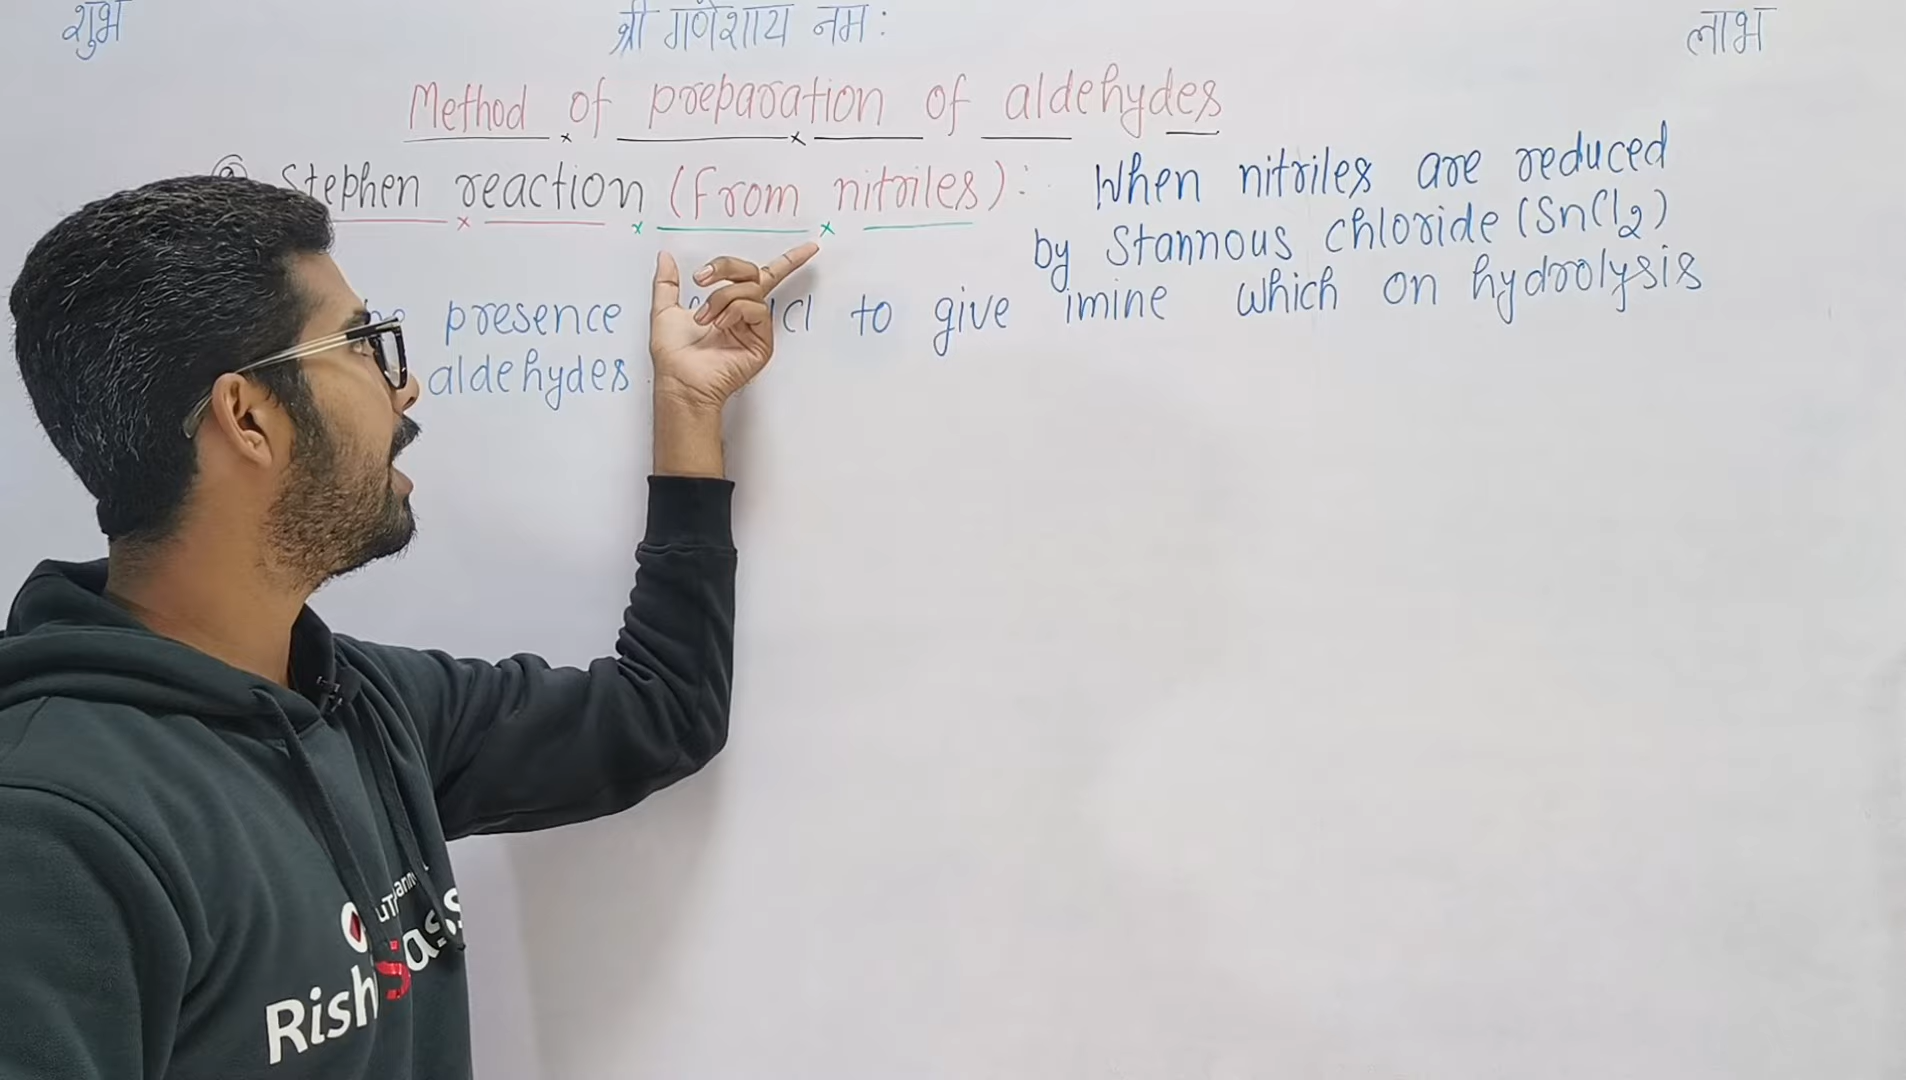 शुभ श्री गणेशाय नम: लाभ
Method of preparation of aldehydes
Stephen reaction (From nitriles): When nitriles are reduced
by Stannous chloride (SnCl2)
presence to give imine which on hydrolysis
aldehydes